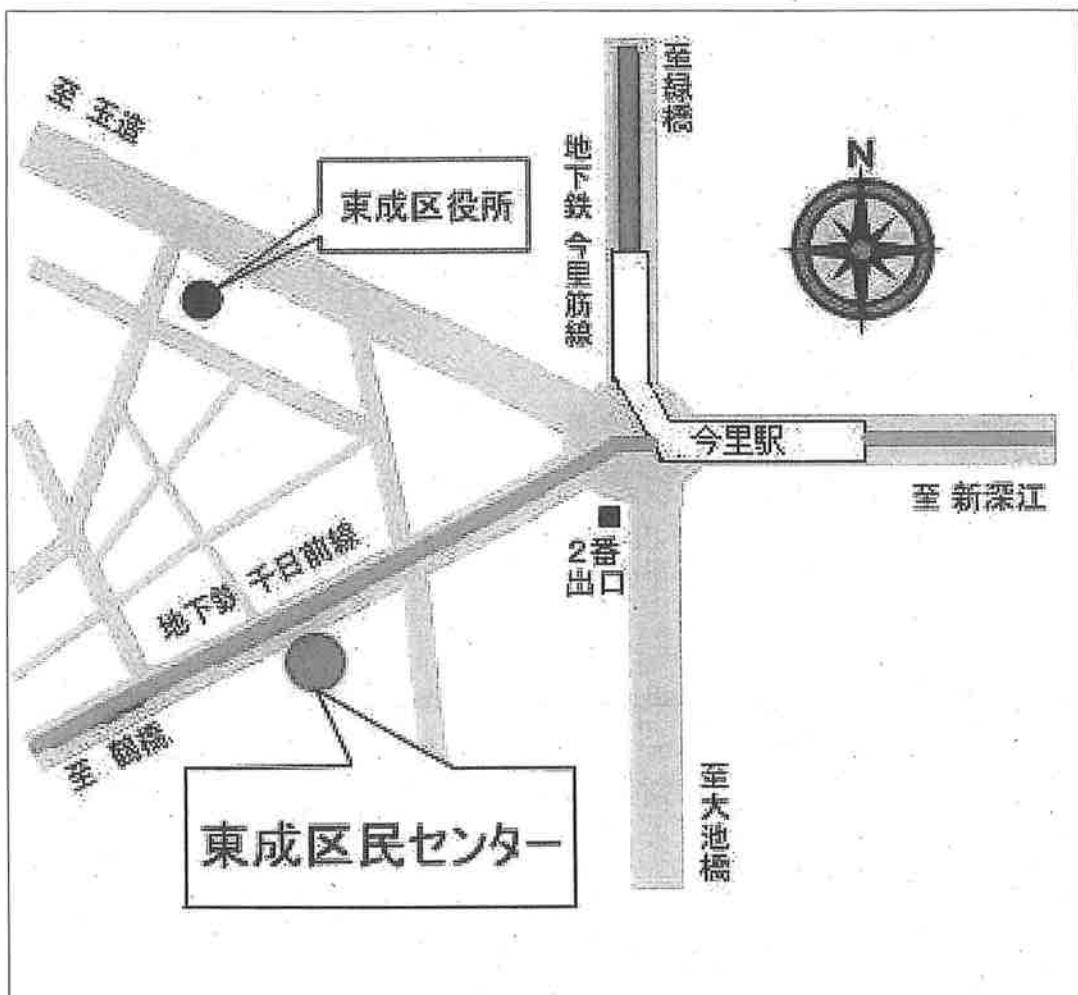 至 玉造
東成区役所
地下鉄 今里筋線
至緑橋
N
今里駅
至 新深江
2番
出口
地下鉄 千日前線
至 鶴橋
東成区民センター
至大池橋